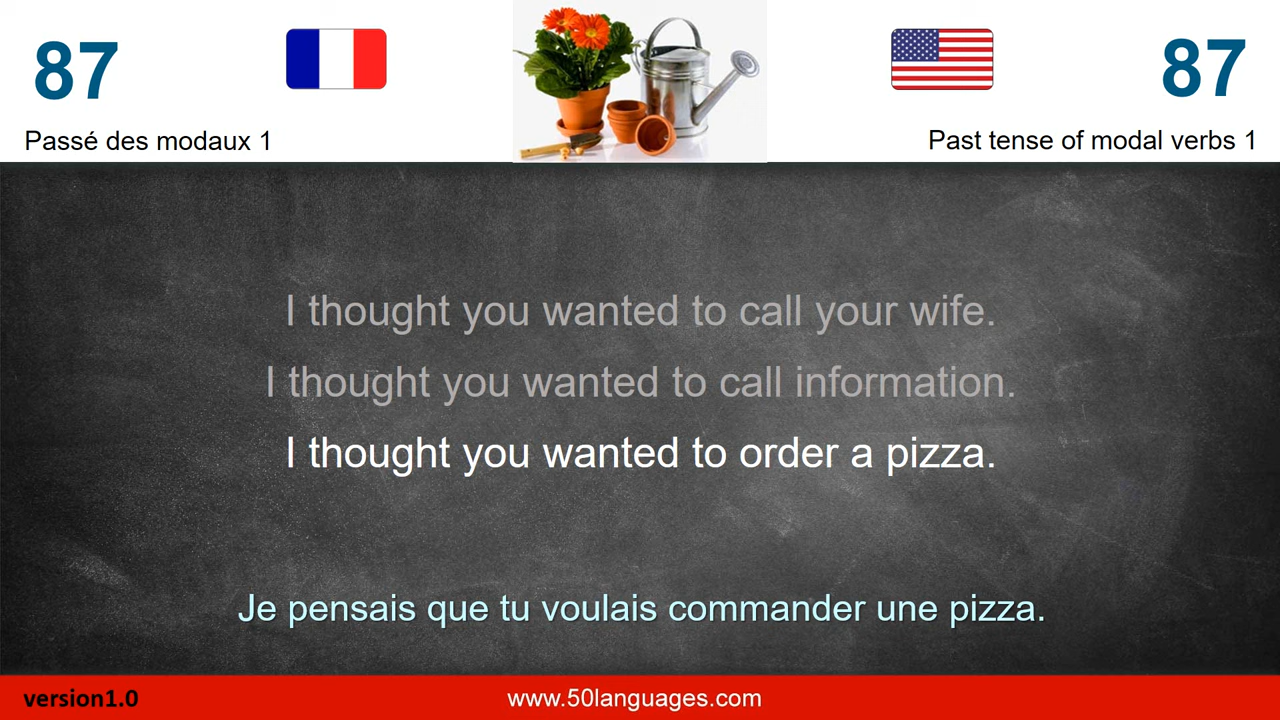 87
87
Passé des modaux 1
Past tense of modal verbs 1
I thought you wanted to call your wife.
I thought you wanted to call information.
I thought you wanted to order a pizza.
Je pensais que tu voulais commander une pizza.
version1.0
www.50languages.com